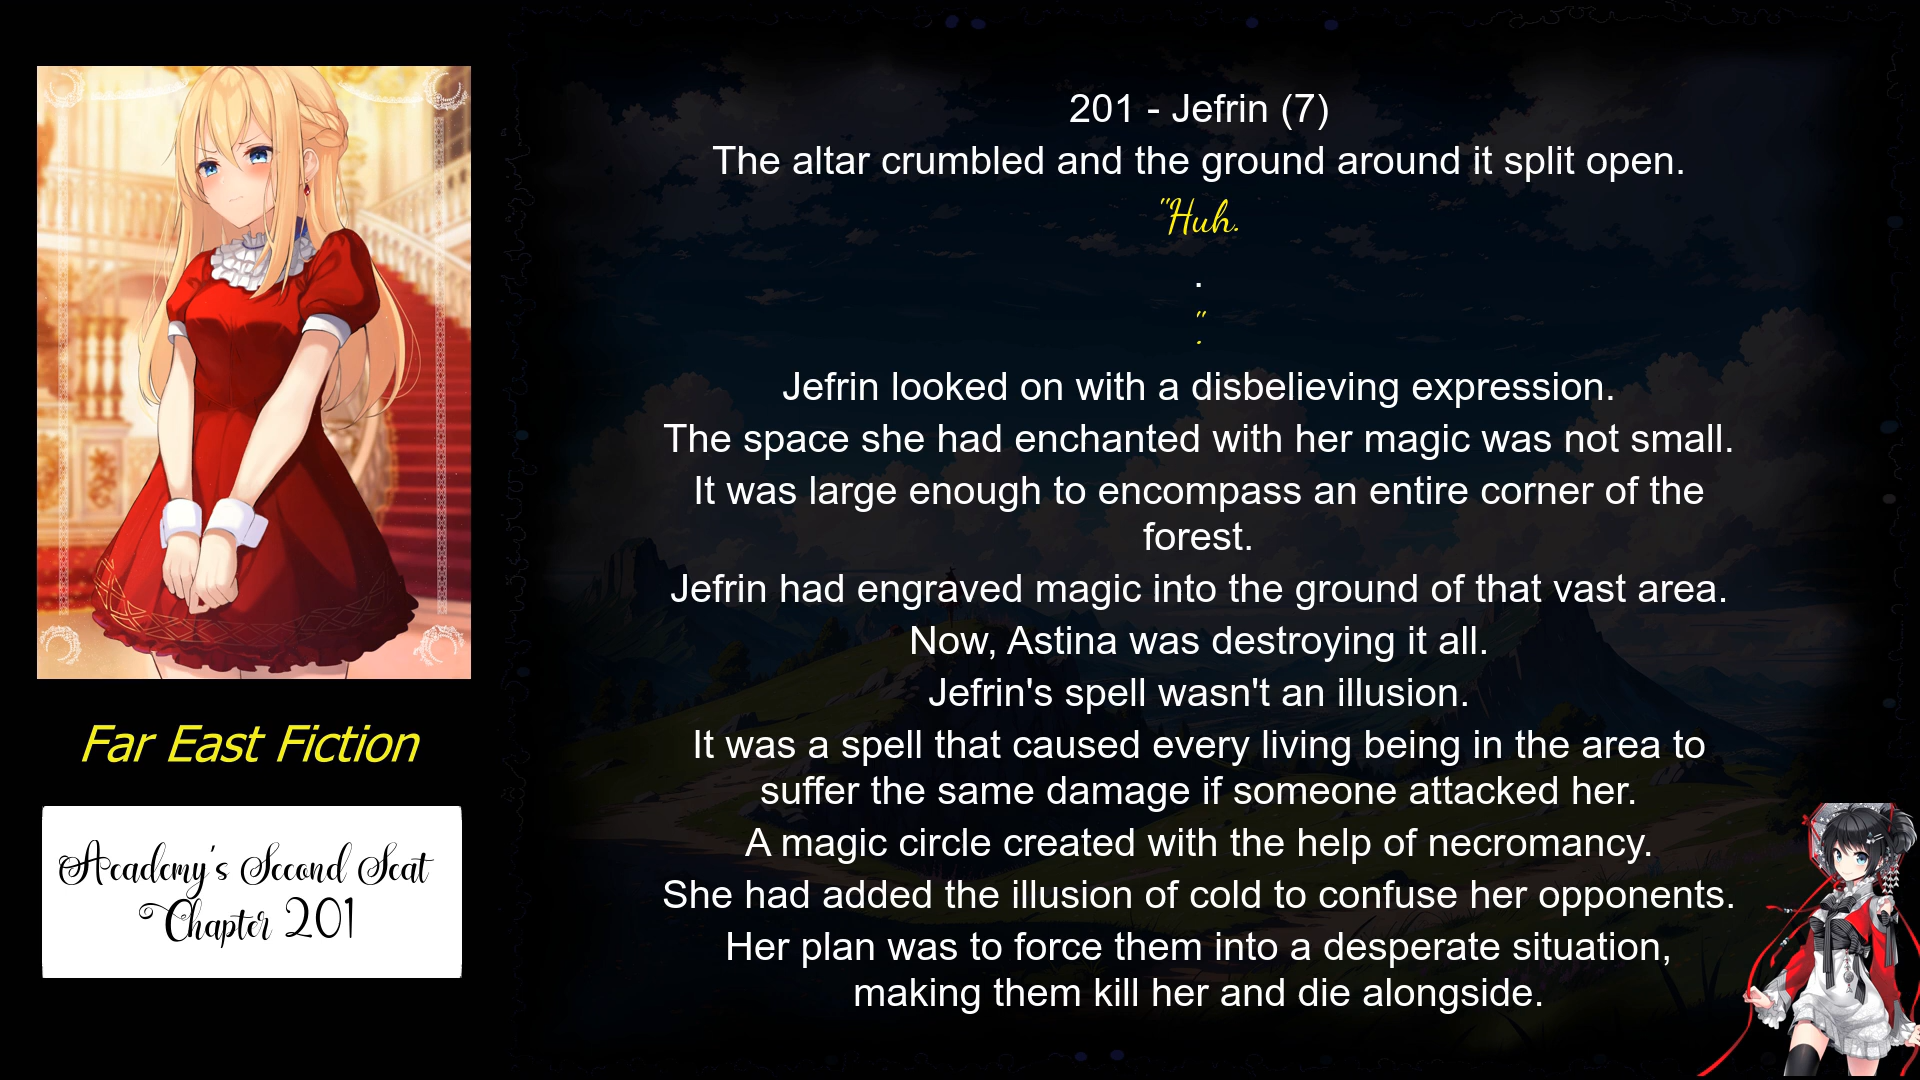 Far East Fiction
Academy's Second Seat
Chapter 201
201 - Jefrin (7)
The altar crumbled and the ground around it split open.
"Huh.
.
."
Jefrin looked on with a disbelieving expression.
The space she had enchanted with her magic was not small.
It was large enough to encompass an entire corner of the
forest.
Jefrin had engraved magic into the ground of that vast area.
Now, Astina was destroying it all.
Jefrin's spell wasn't an illusion.
It was a spell that caused every living being in the area to
suffer the same damage if someone attacked her.
A magic circle created with the help of necromancy.
She had added the illusion of cold to confuse her opponents.
Her plan was to force them into a desperate situation,
making them kill her and die alongside.